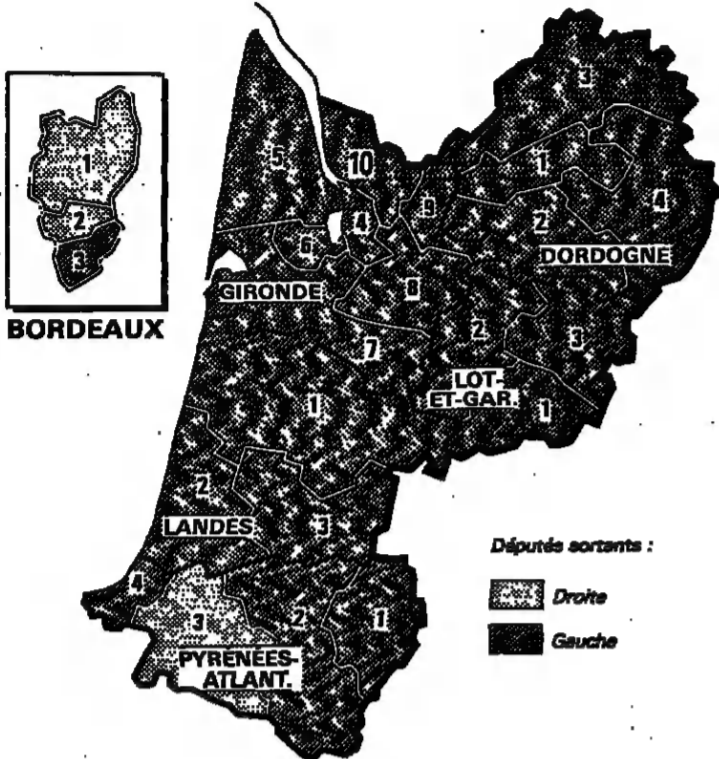 3
5
10
1
1
9
4
2
4
2
6
3
DORDOGNE
8
GIRONDE
BORDEAUX
2
3
7
LOT-
ET-GAR.
1
1
2
LANDES
3
Députés sortants :
4
Droite
3
2
1
Gauche
PYRÉNÉES-
ATLANT.